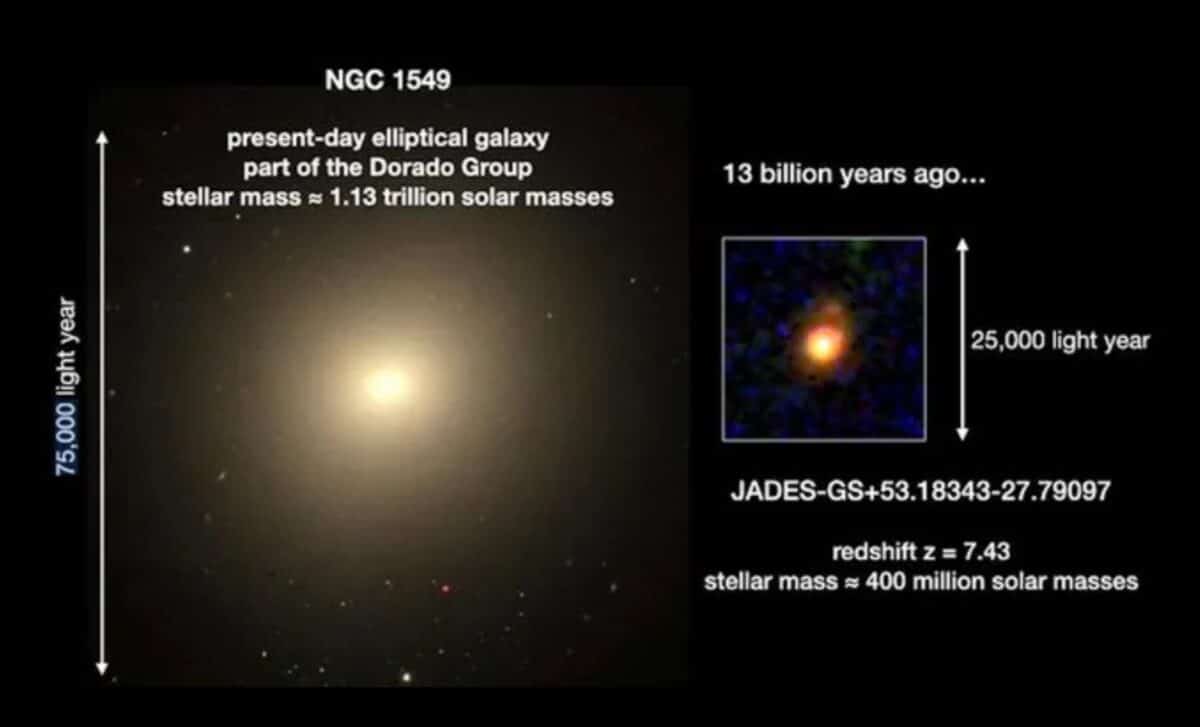 NGC 1549
present-day elliptical galaxy
part of the Dorado Group
stellar mass ≈ 1.13 trillion solar masses
75,000 light year
13 billion years ago...
25,000 light year
JADES-GS+53.18343-27.79097
redshift z = 7.43
stellar mass ≈ 400 million solar masses